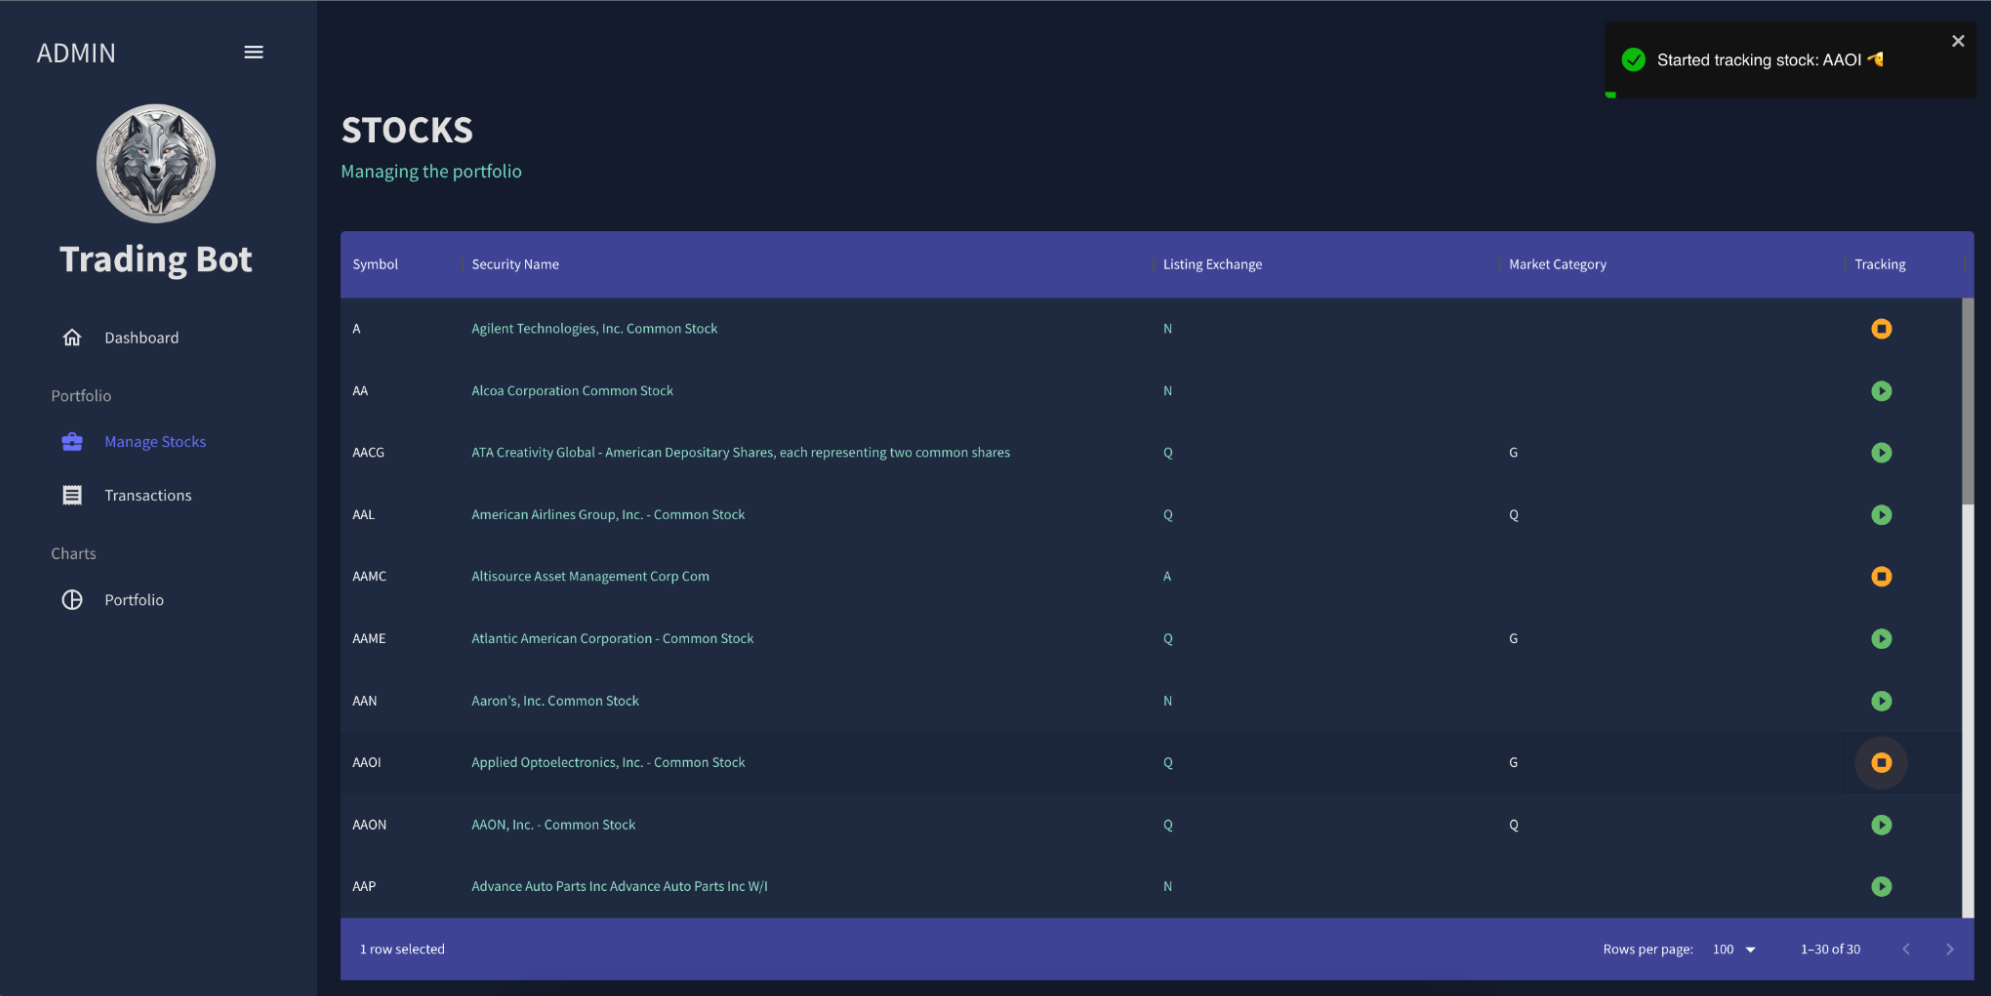 ADMIN
Trading Bot
Dashboard
Portfolio
Manage Stocks
Transactions
Charts
Portfolio
Started tracking stock: AAOI
STOCKS
Managing the portfolio
Symbol Security Name Listing Exchange Market Category Tracking
A Agilent Technologies, Inc. Common Stock N
AA Alcoa Corporation Common Stock N
AACG ATA Creativity Global - American Depositary Shares, each representing two common shares Q G
AAL American Airlines Group, Inc. - Common Stock Q Q
AAMC Altisource Asset Management Corp Com A
AAME Atlantic American Corporation - Common Stock Q G
AAN Aaron's, Inc. Common Stock N
AAOI Applied Optoelectronics, Inc. - Common Stock Q G
AAON AAON, Inc. - Common Stock Q Q
AAP Advance Auto Parts Inc Advance Auto Parts Inc W/I N
1 row selected Rows per page: 100 1–30 of 30